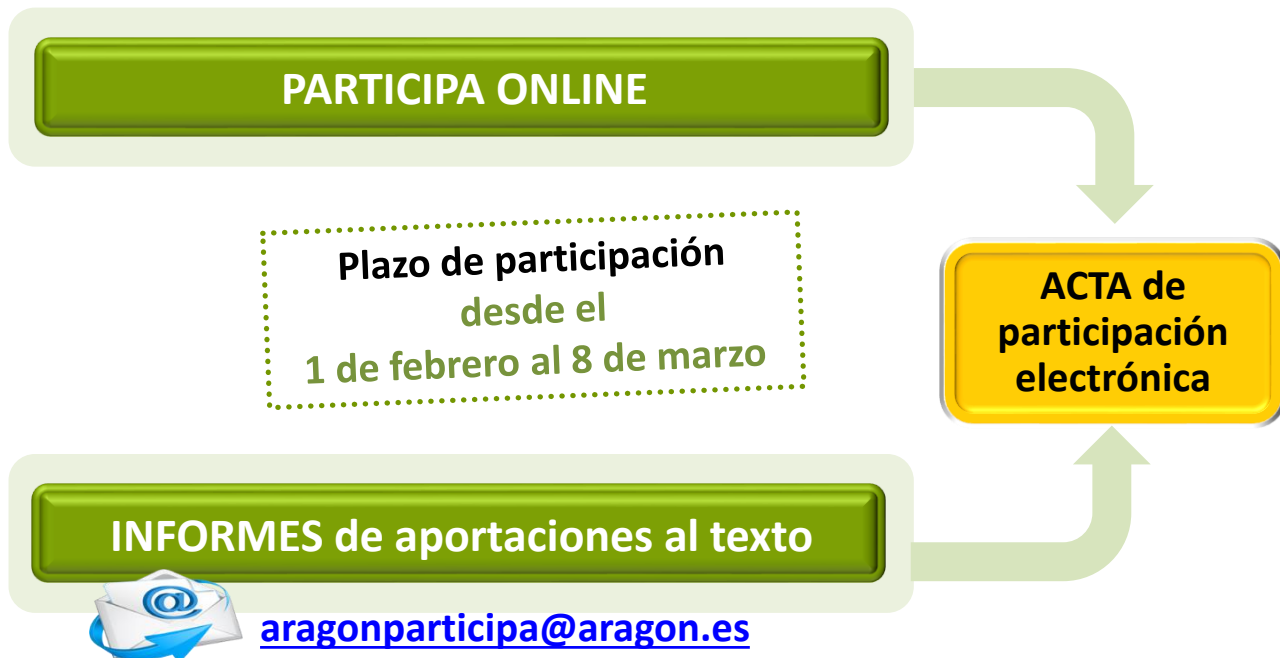 PARTICIPA ONLINE
Plazo de participación
desde el
1 de febrero al 8 de marzo
ACTA de
participación
electrónica
INFORMES de aportaciones al texto
@
aragonparticipa@aragon.es